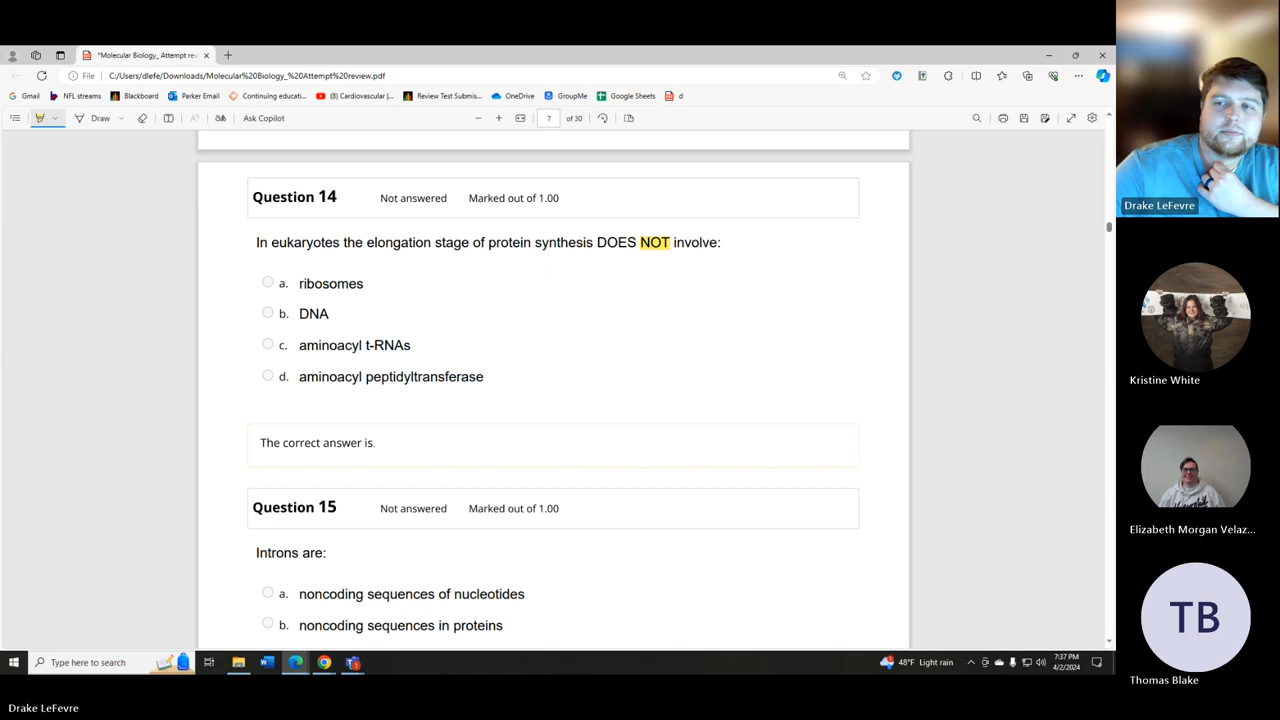 *Molecular Biology_ Attempt rev
File C:/Users/dlefe/Downloads/Molecular%20Biology_%20Attempt%20review.pdf
Gmail NFL streams Blackboard Parker Email Continuing educati... (8) Cardiovascular |... Review Test Submis... OneDrive GroupMe Google Sheets d
Draw Ask Copilot 7 of 30
Question 14 Not answered Marked out of 1.00
In eukaryotes the elongation stage of protein synthesis DOES NOT involve:
a. ribosomes
b. DNA
c. aminoacyl t-RNAs
d. aminoacyl peptidyltransferase
The correct answer is.
Question 15 Not answered Marked out of 1.00
Introns are:
a. noncoding sequences of nucleotides
b. noncoding sequences in proteins
Type here to search
48°F Light rain
7:37 PM
4/2/2024
Drake LeFevre
Kristine White
Elizabeth Morgan Velaz...
TB
Thomas Blake
Drake LeFevre